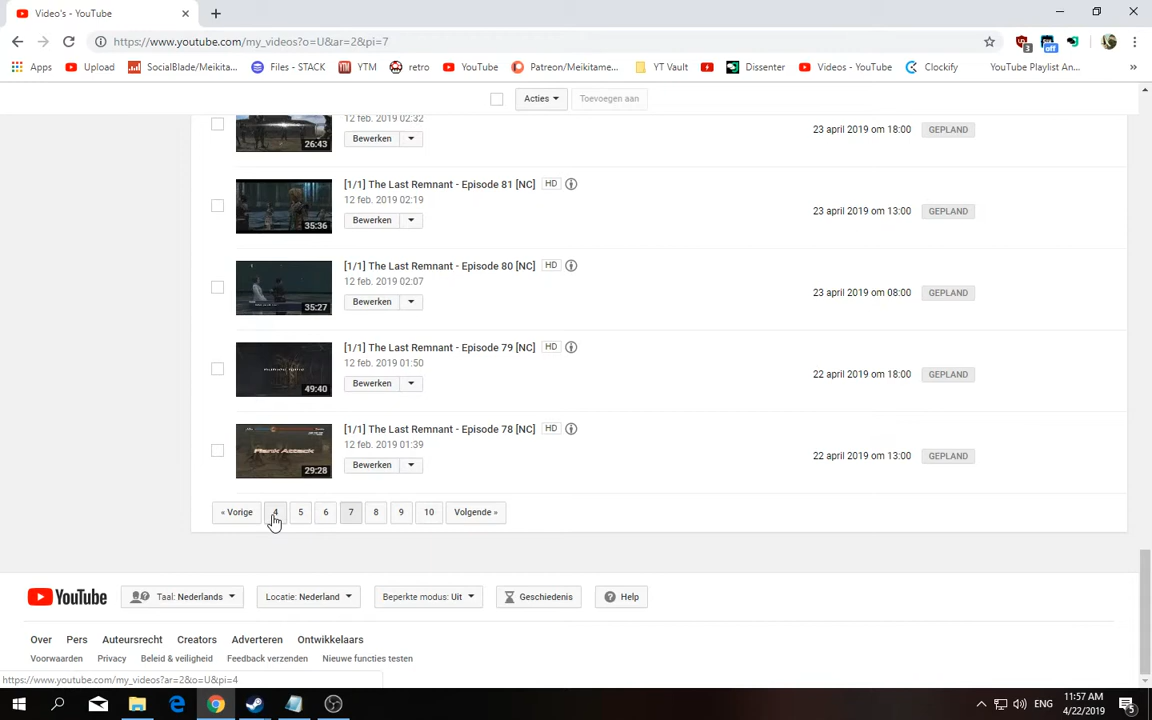 Video's - YouTube
https://www.youtube.com/my_videos?o=U&ar=2&pi=7
3
off
Apps
Upload
SocialBlade/Meikita...
Files - STACK
YTM
retro
YouTube
Patreon/Meikitame...
YT Vault
Dissenter
Videos - YouTube
Clockify
YouTube Playlist An...
»
Acties
Toevoegen aan
12 feb. 2019 02:32
26:43
Bewerken
23 april 2019 om 18:00
GEPLAND
[1/1] The Last Remnant - Episode 81 [NC] HD
12 feb. 2019 02:19
35:36
Bewerken
23 april 2019 om 13:00
GEPLAND
[1/1] The Last Remnant - Episode 80 [NC] HD
12 feb. 2019 02:07
35:27
Bewerken
23 april 2019 om 08:00
GEPLAND
[1/1] The Last Remnant - Episode 79 [NC] HD
12 feb. 2019 01:50
49:40
Bewerken
22 april 2019 om 18:00
GEPLAND
[1/1] The Last Remnant - Episode 78 [NC] HD
12 feb. 2019 01:39
Rank Attack
29:28
Bewerken
22 april 2019 om 13:00
GEPLAND
« Vorige 4 5 6 7 8 9 10 Volgende »
YouTube
Taal: Nederlands
Locatie: Nederland
Beperkte modus: Uit
Geschiedenis
Help
Over Pers Auteursrecht Creators Adverteren Ontwikkelaars
Voorwaarden Privacy Beleid & veiligheid Feedback verzenden Nieuwe functies testen
https://www.youtube.com/my_videos?ar=2&o=U&pi=4
ENG
11:57 AM
4/22/2019
5